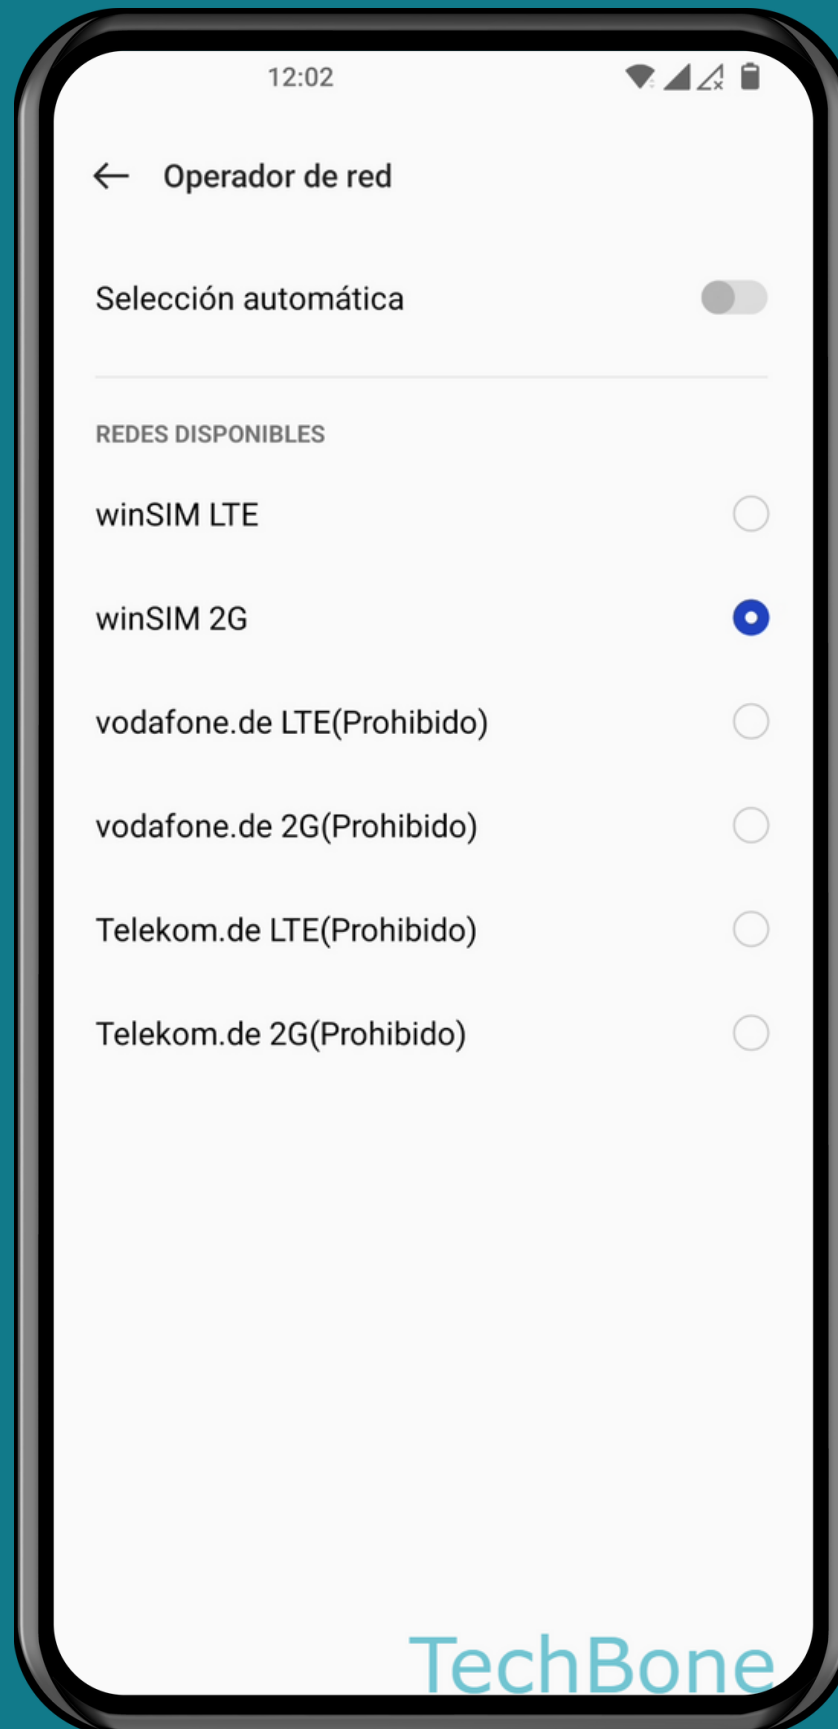 12:02
Operador de red
Selección automática
REDES DISPONIBLES
winSIM LTE
winSIM 2G
vodafone.de LTE(Prohibido)
vodafone.de 2G(Prohibido)
Telekom.de LTE(Prohibido)
Telekom.de 2G(Prohibido)
TechBone